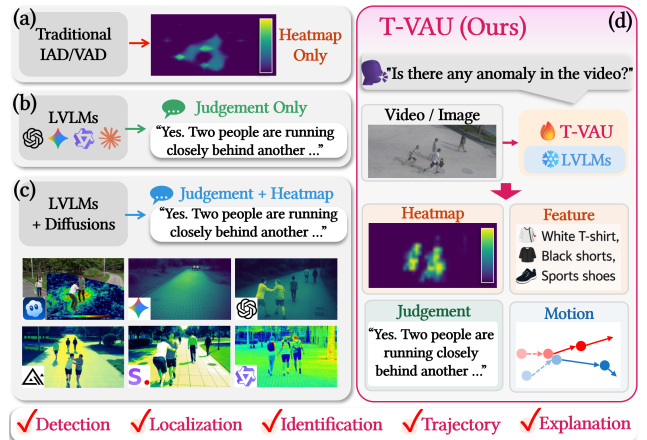 (a)
Traditional
IAD/VAD
Heatmap
Only
(b)
LVLMs
Judgement Only
“Yes. Two people are running
closely behind another ...”
(c)
LVLMs
+ Diffusions
Judgement + Heatmap
“Yes. Two people are running
closely behind another ...”
S.
T-VAU (Ours)
(d)
"Is there any anomaly in the video?"
Video / Image
T-VAU
LVLMs
Heatmap
Feature
White T-shirt,
Black shorts,
Sports shoes
Judgement
“Yes. Two people are
running closely
behind another ...”
Motion
Detection
Localization
Identification
Trajectory
Explanation